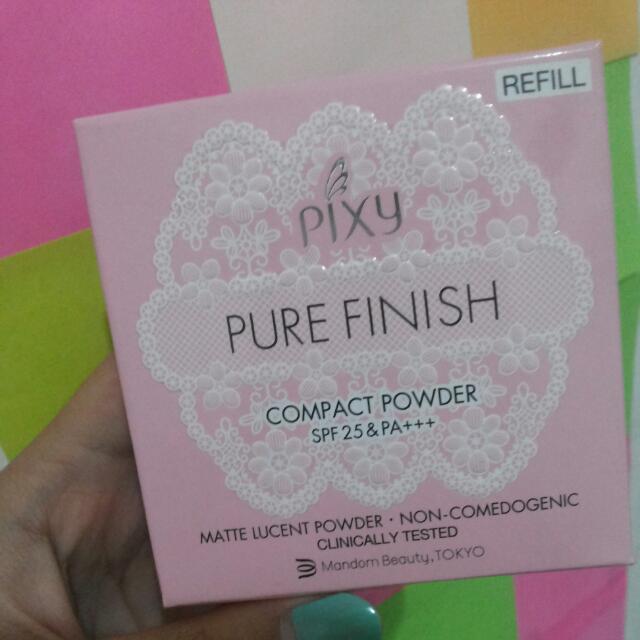 REFILL
PIXY
PURE FINISH
COMPACT POWDER
SPF 25 & PA+++
MATTE LUCENT POWDER · NON-COMEDOGENIC
CLINICALLY TESTED
Mandom Beauty, TOKYO